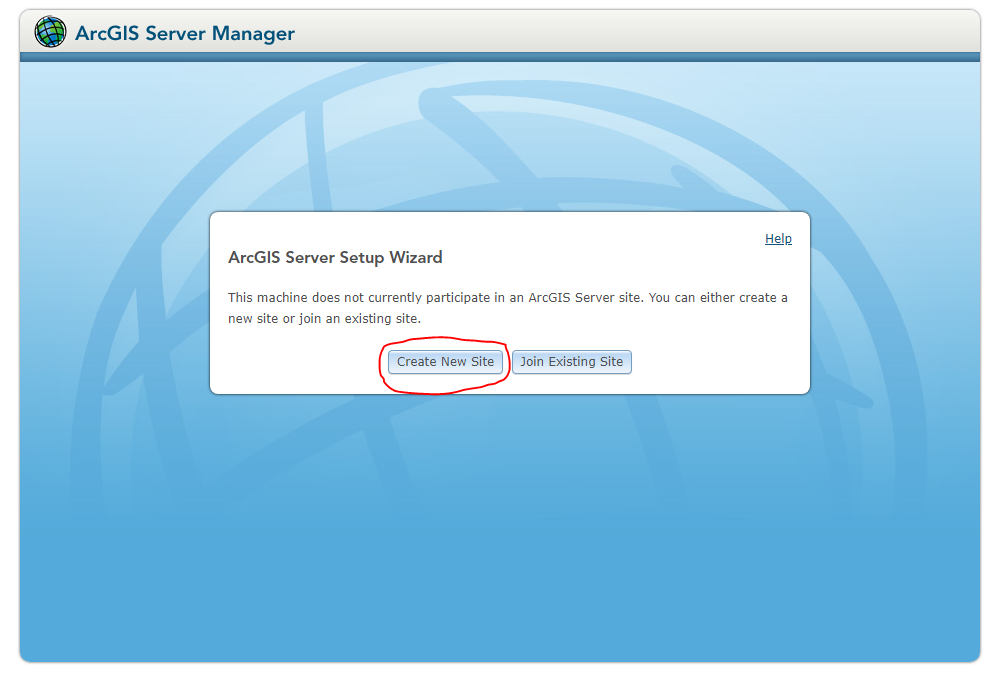 ArcGIS Server Manager
Help
ArcGIS Server Setup Wizard
This machine does not currently participate in an ArcGIS Server site. You can either create a
new site or join an existing site.
Create New Site Join Existing Site